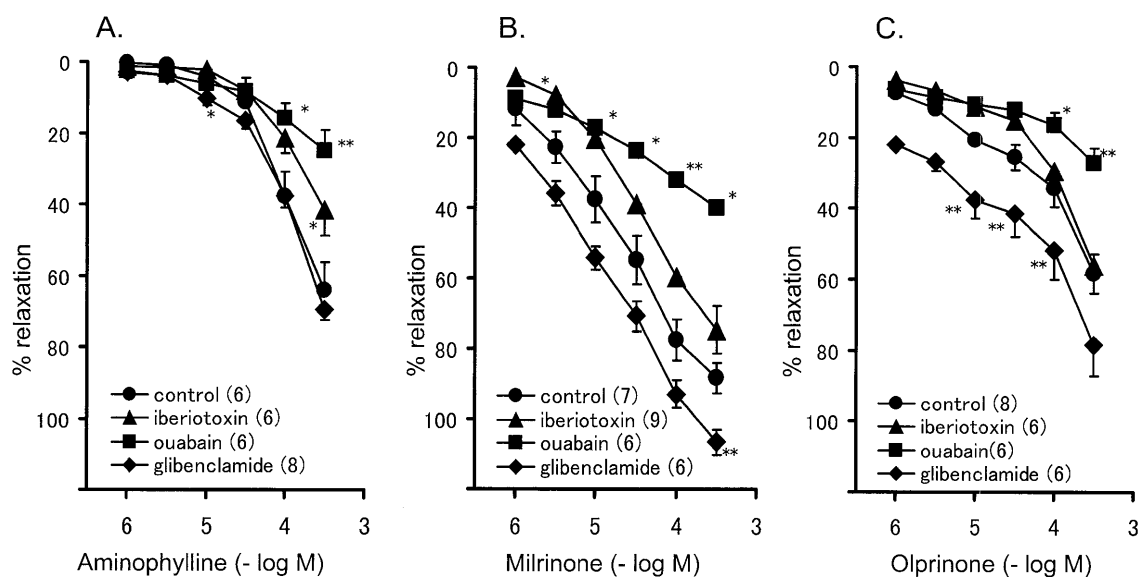 A.
0
20
40
60
80
100
% relaxation
*
*
**
*
control (6)
iberiotoxin (6)
ouabain (6)
glibenclamide (8)
6 5 4 3
Aminophylline (- log M)
B.
0
20
40
60
80
100
% relaxation
*
*
*
**
*
**
control (7)
iberiotoxin (9)
ouabain (6)
glibenclamide (6)
6 5 4 3
Milrinone (- log M)
C.
0
20
40
60
80
100
% relaxation
*
**
**
**
**
control (8)
iberiotoxin (6)
ouabain(6)
glibenclamide (6)
6 5 4 3
Olprinone (- log M)